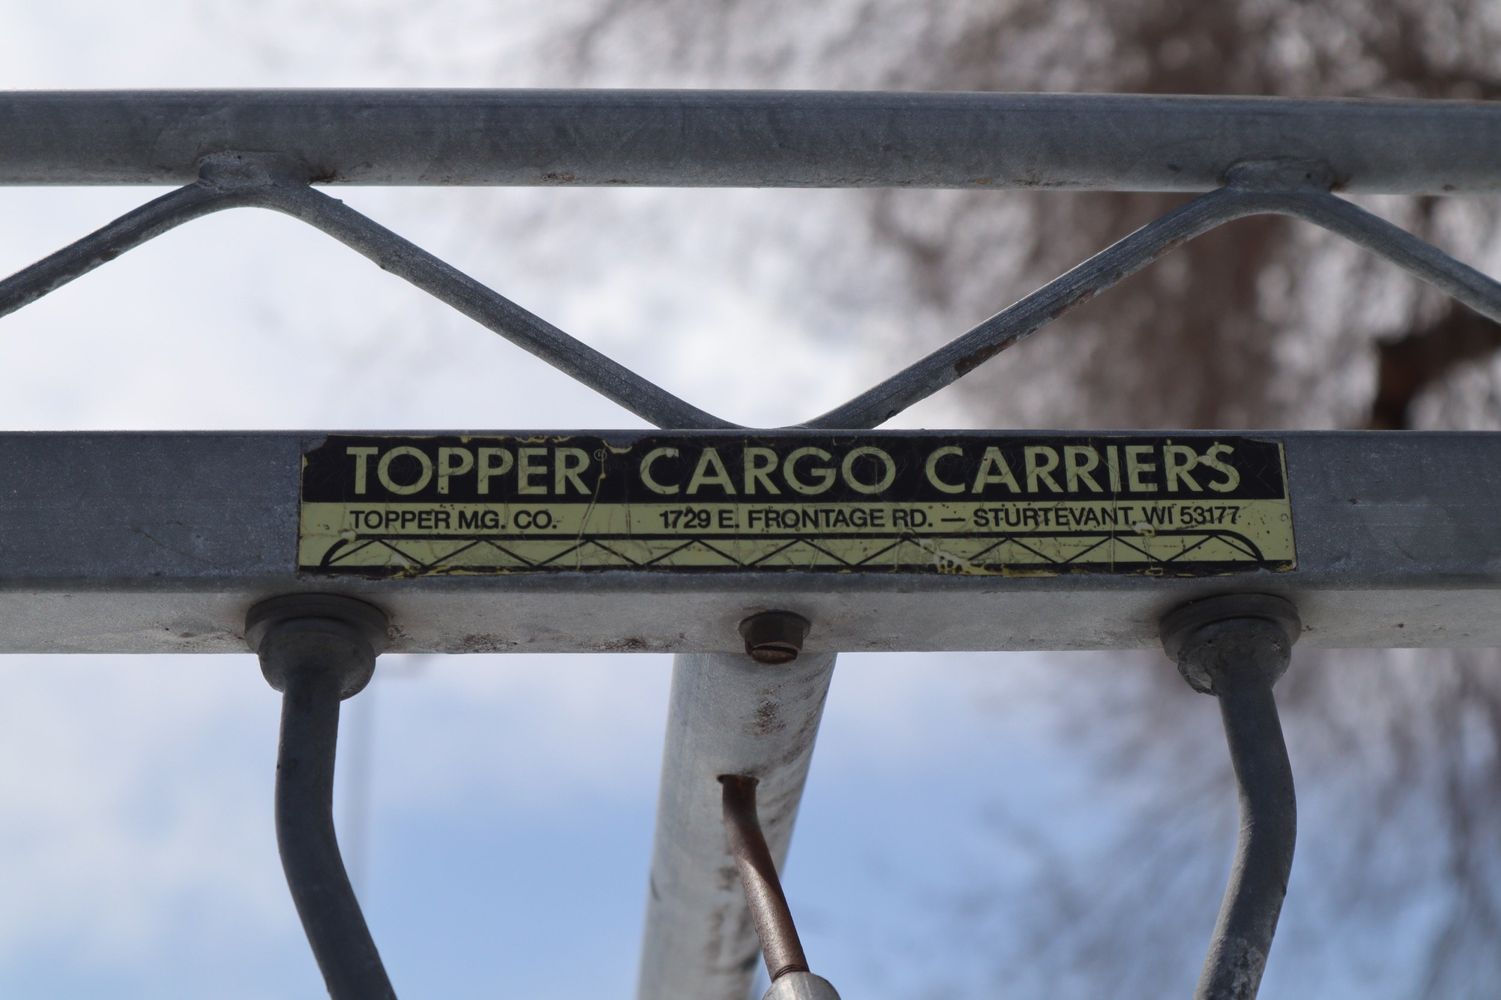 TOPPER® CARGO CARRIERS
TOPPER MG. CO. 1729 E. FRONTAGE RD. — STURTEVANT, WI 53177